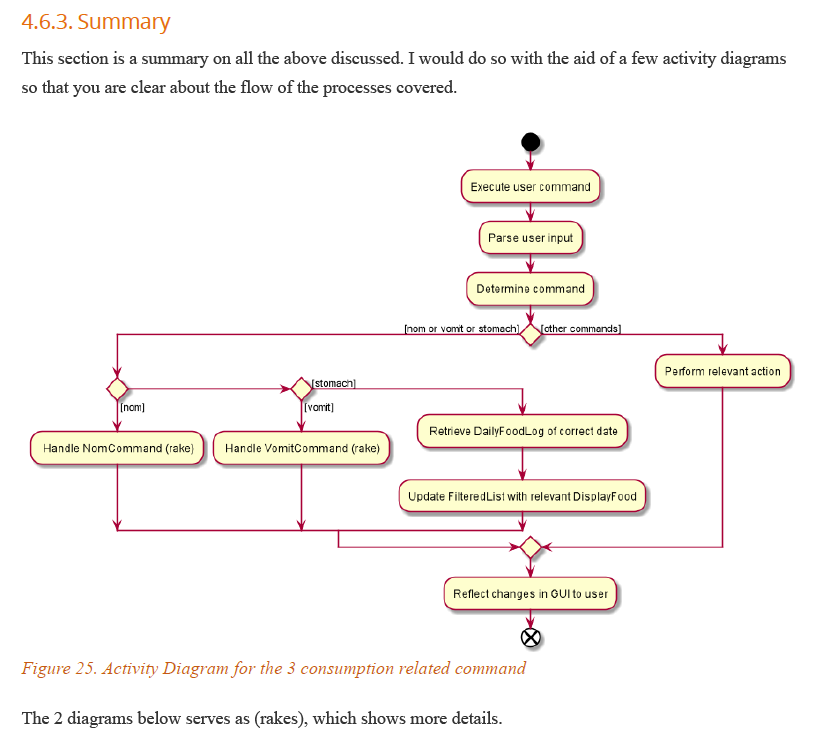 4.6.3. Summary
This section is a summary on all the above discussed. I would do so with the aid of a few activity diagrams
so that you are clear about the flow of the processes covered.
Execute user command
Parse user input
Determine command
[nom or vomit or stomach]
[other commands]
Perform relevant action
[stomach]
[nom]
[vomit]
Retrieve DailyFoodLog of correct date
Handle NomCommand (rake)
Handle VomitCommand (rake)
Update FilteredList with relevant DisplayFood
Reflect changes in GUI to user
Figure 25. Activity Diagram for the 3 consumption related command
The 2 diagrams below serves as (rakes), which shows more details.